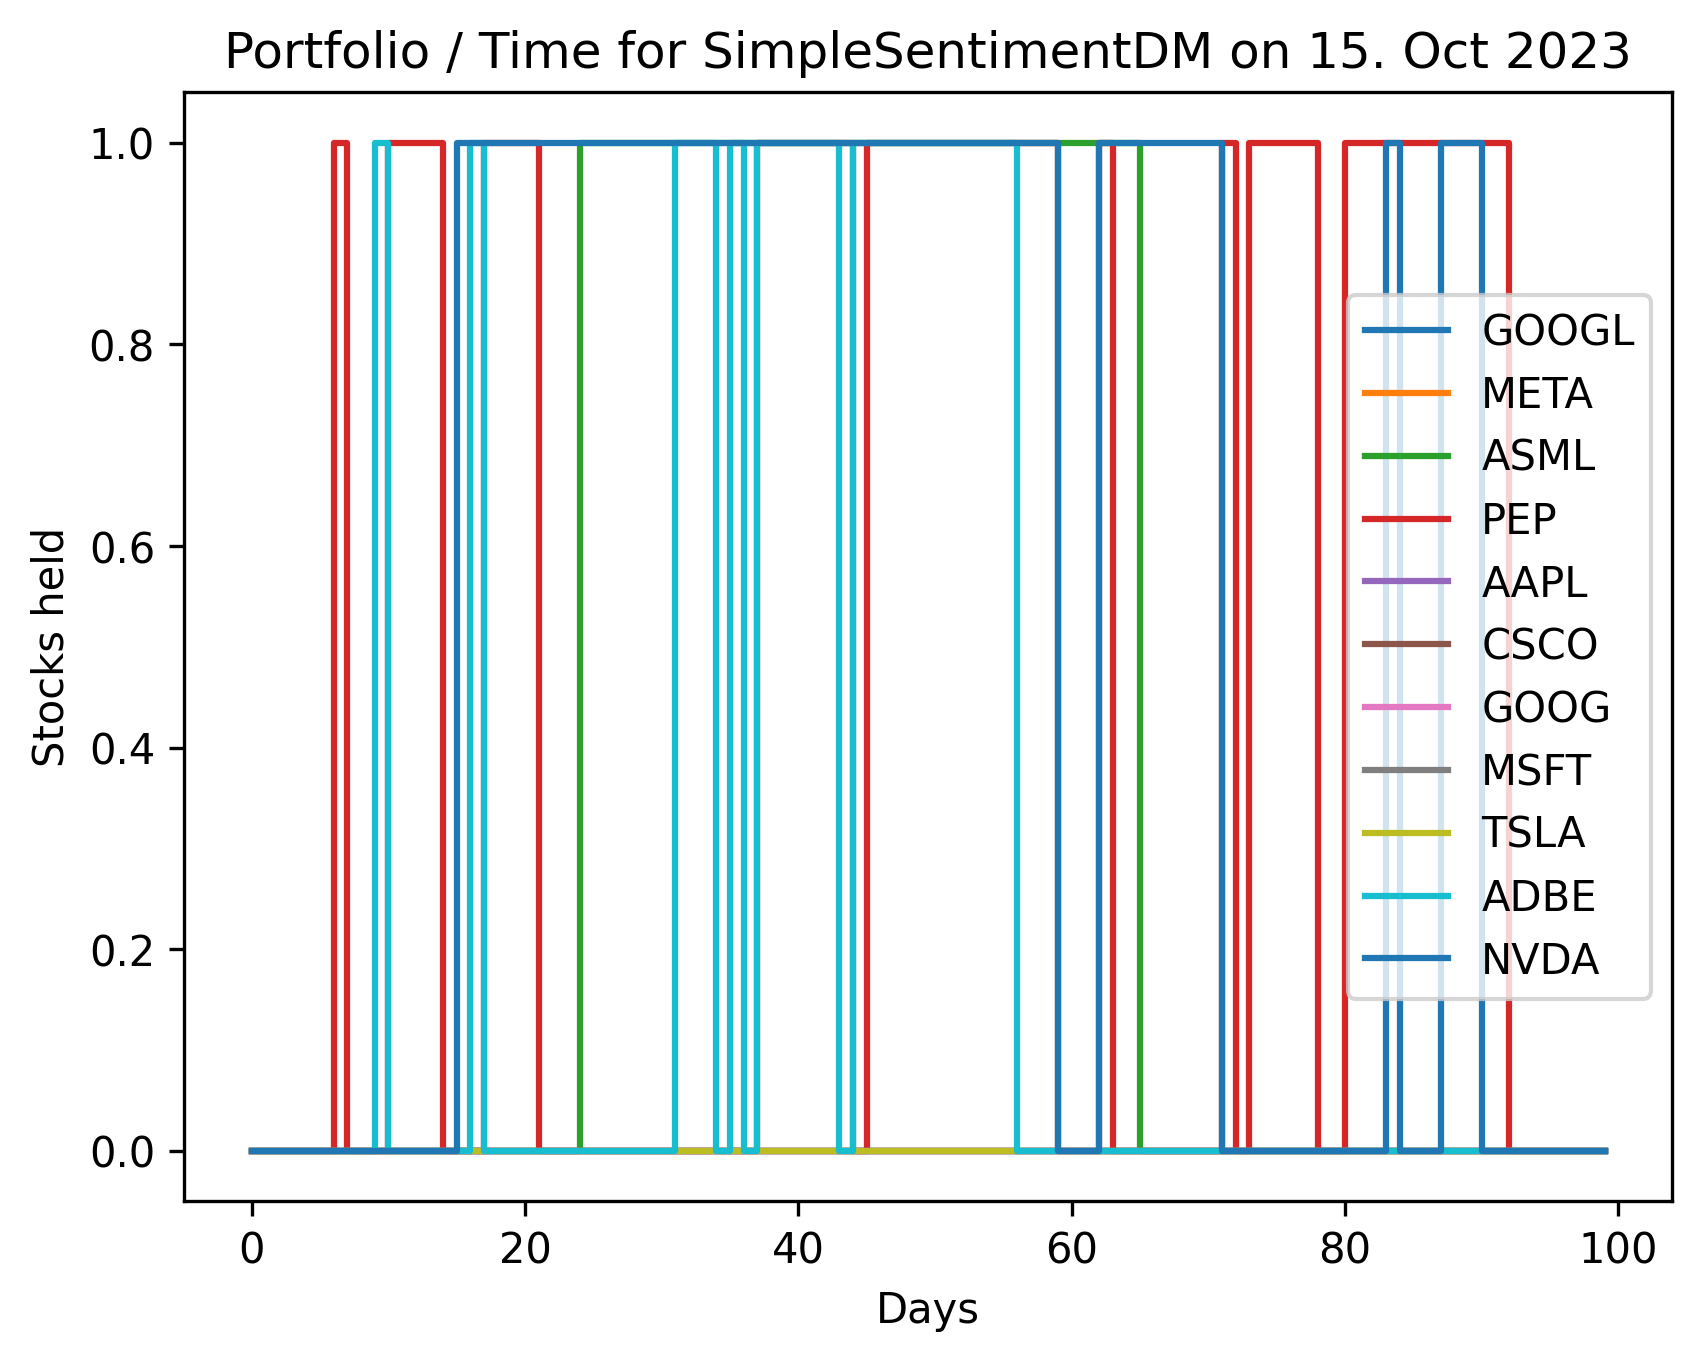 Portfolio / Time for SimpleSentimentDM on 15. Oct 2023
1.0
0.8
0.6
0.4
0.2
0.0
Stocks held
GOOGL
META
ASML
PEP
AAPL
CSCO
GOOG
MSFT
TSLA
ADBE
NVDA
0 20 40 60 80 100
Days